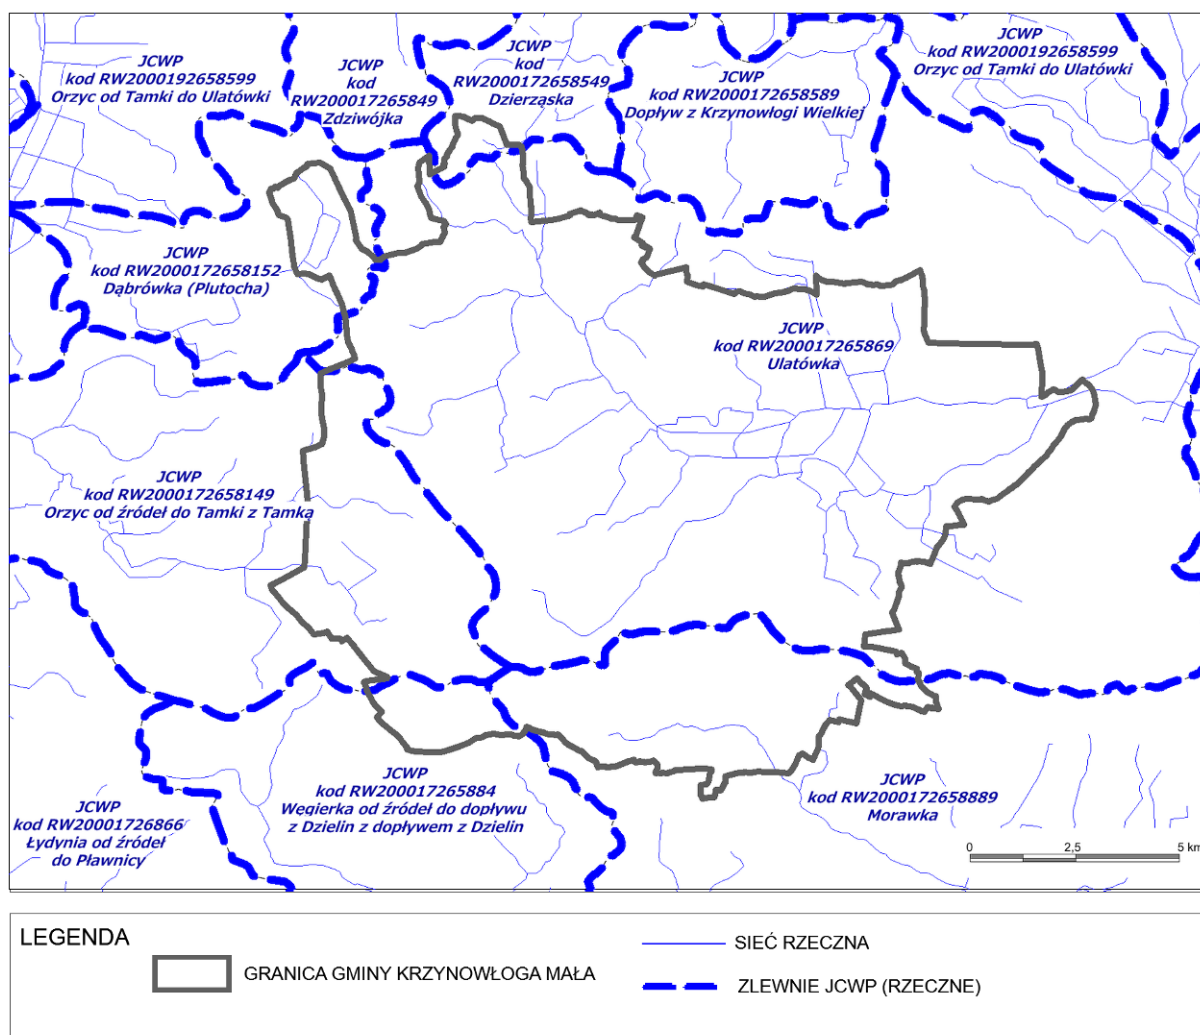 JCWP
kod RW2000192658599
Orzyc od Tamki do Ulatówki
JCWP
kod
RW200017265849
Zdziwójka
JCWP
kod
RW2000172658549
Dzierząska
JCWP
kod RW2000172658589
Dopływ z Krzynowłogi Wielkiej
JCWP
kod RW2000192658599
Orzyc od Tamki do Ulatówki
JCWP
kod RW2000172658152
Dąbrówka (Plutocha)
JCWP
kod RW200017265869
Ulatówka
JCWP
kod RW2000172658149
Orzyc od źródeł do Tamki z Tamką
JCWP
kod RW200017265884
Węgierka od źródeł do dopływu
z Dzielin z dopływem z Dzielin
JCWP
kod RW2000172658889
Morawka
JCWP
kod RW20001726866
Łydynia od źródeł
do Pławnicy
0 2,5 5 km
LEGENDA
GRANICA GMINY KRZYNOWŁOGA MAŁA
SIEĆ RZECZNA
ZLEWNIE JCWP (RZECZNE)